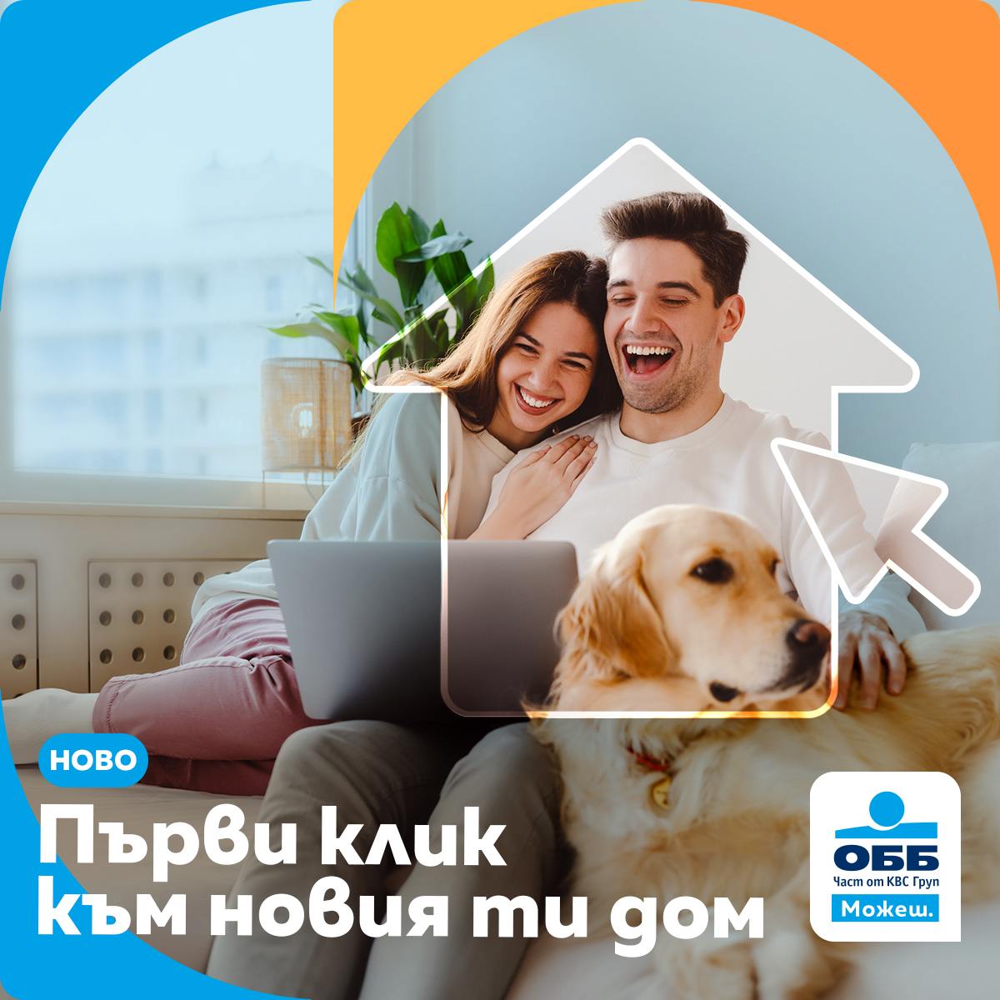 НОВО
Първи клик
към новия ти дом
ОББ
Част от KBC Груп
Можеш.